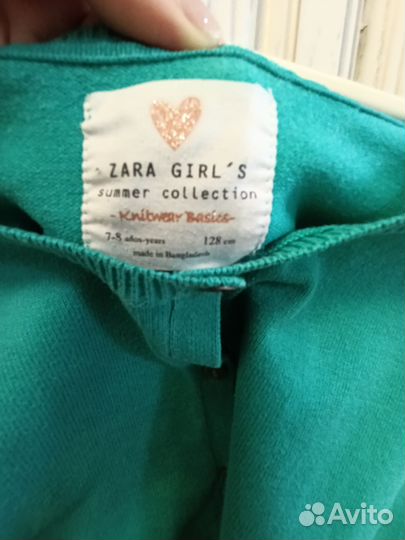 ZARA GIRL´S
summer collection
-Knitwear Basics-
7-8 años-years 128 cm
made in Bangladesh
Avito